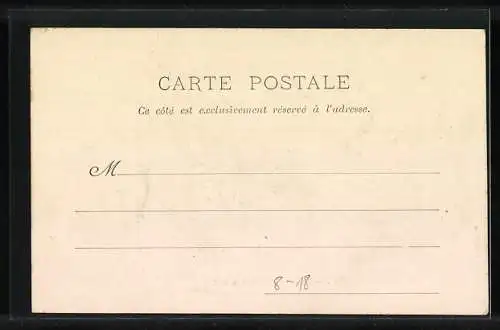 CARTE POSTALE
Ce côté est exclusivement réservé à l'adresse.
M
8-18